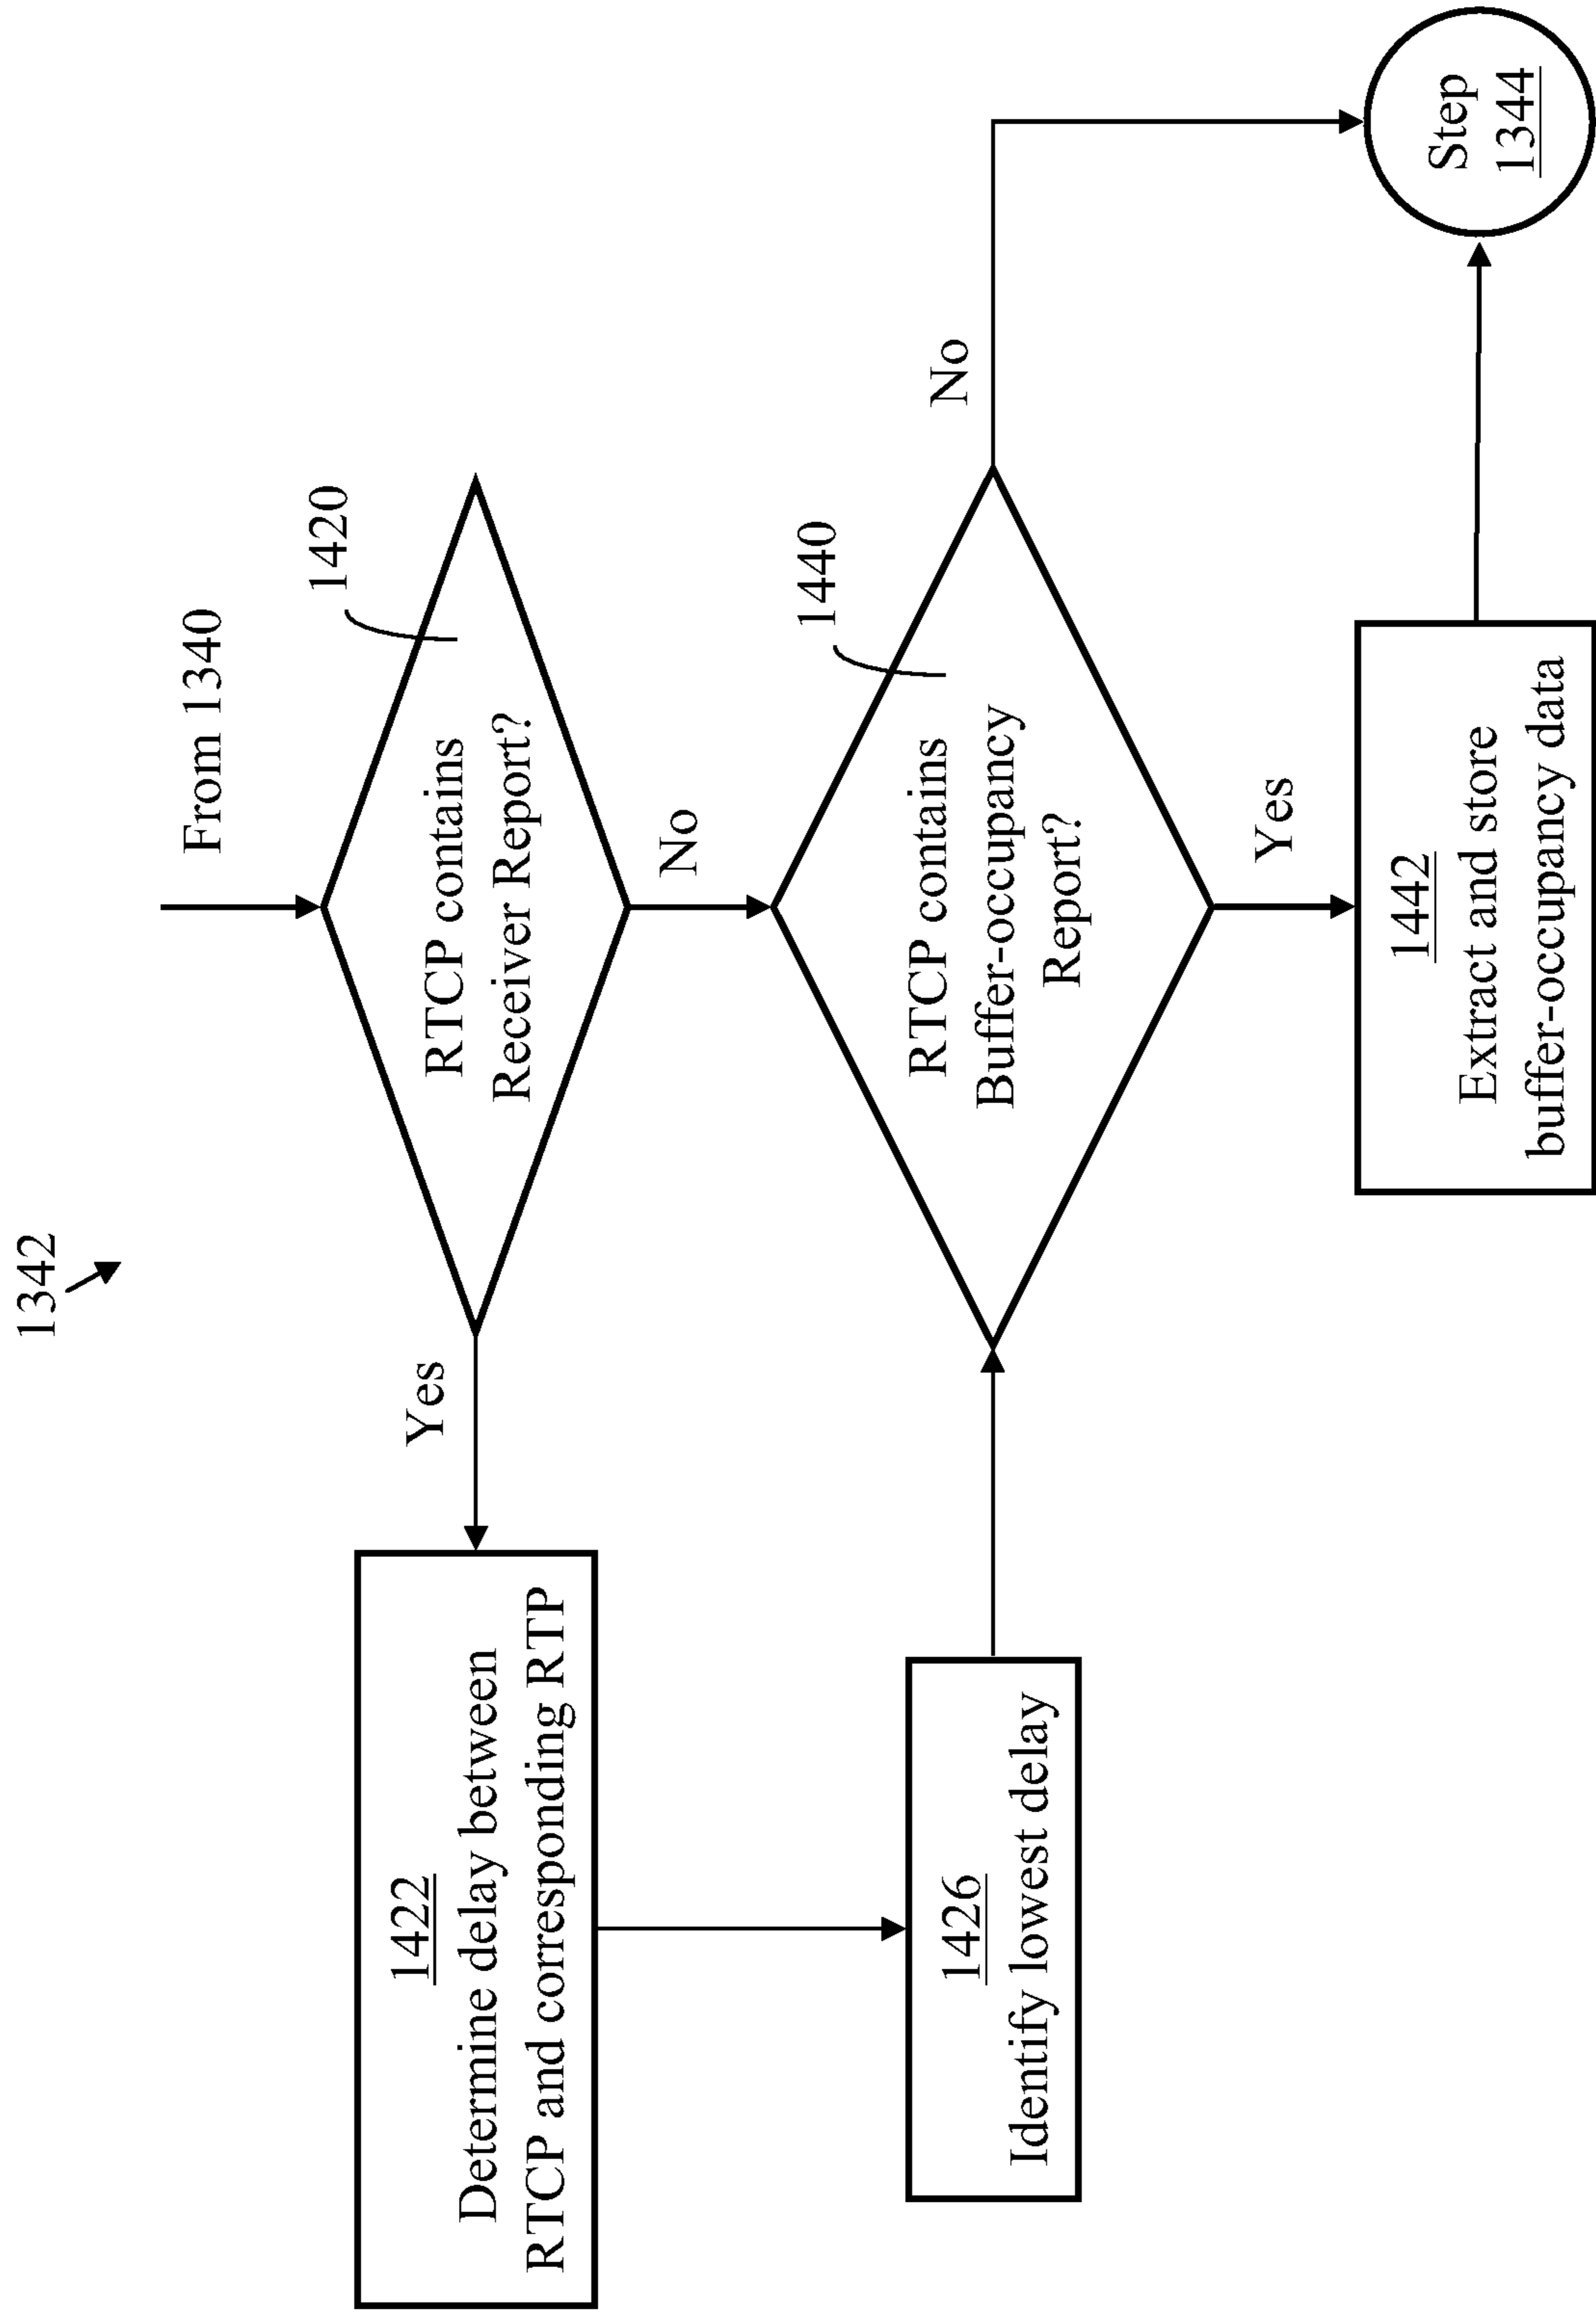 1342
From 1340
1420
RTCP contains
Receiver Report?
Yes
No
1422
Determine delay between
RTCP and corresponding RTP
1426
Identify lowest delay
1440
RTCP contains
Buffer-occupancy
Report?
No
Yes
1442
Extract and store
buffer-occupancy data
Step
1344